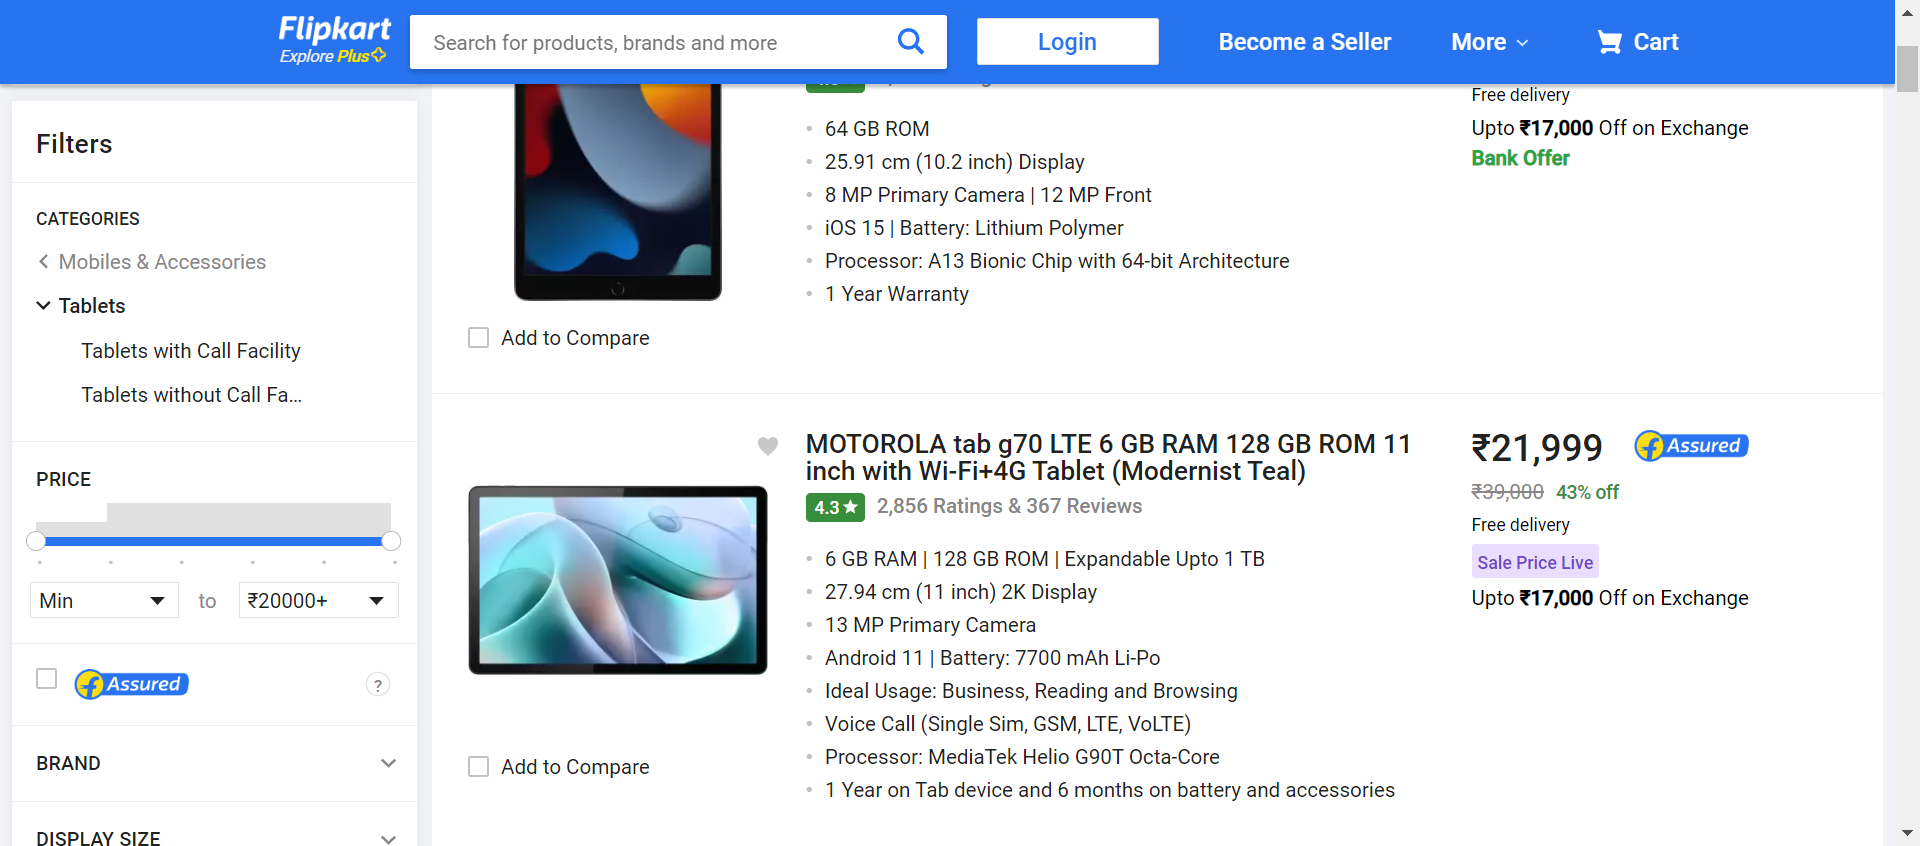 Flipkart
Explore Plus
Search for products, brands and more
Login
Become a Seller
More
Cart
Filters
CATEGORIES
Mobiles & Accessories
Tablets
Tablets with Call Facility
Tablets without Call Fa...
PRICE
Min
to
₹20000+
Assured
?
BRAND
DISPLAY SIZE
64 GB ROM
25.91 cm (10.2 inch) Display
8 MP Primary Camera | 12 MP Front
iOS 15 | Battery: Lithium Polymer
Processor: A13 Bionic Chip with 64-bit Architecture
1 Year Warranty
Add to Compare
Free delivery
Upto ₹17,000 Off on Exchange
Bank Offer
MOTOROLA tab g70 LTE 6 GB RAM 128 GB ROM 11
inch with Wi-Fi+4G Tablet (Modernist Teal)
4.3
2,856 Ratings & 367 Reviews
6 GB RAM | 128 GB ROM | Expandable Upto 1 TB
27.94 cm (11 inch) 2K Display
13 MP Primary Camera
Android 11 | Battery: 7700 mAh Li-Po
Ideal Usage: Business, Reading and Browsing
Voice Call (Single Sim, GSM, LTE, VoLTE)
Processor: MediaTek Helio G90T Octa-Core
1 Year on Tab device and 6 months on battery and accessories
Add to Compare
₹21,999
Assured
₹39,000 43% off
Free delivery
Sale Price Live
Upto ₹17,000 Off on Exchange